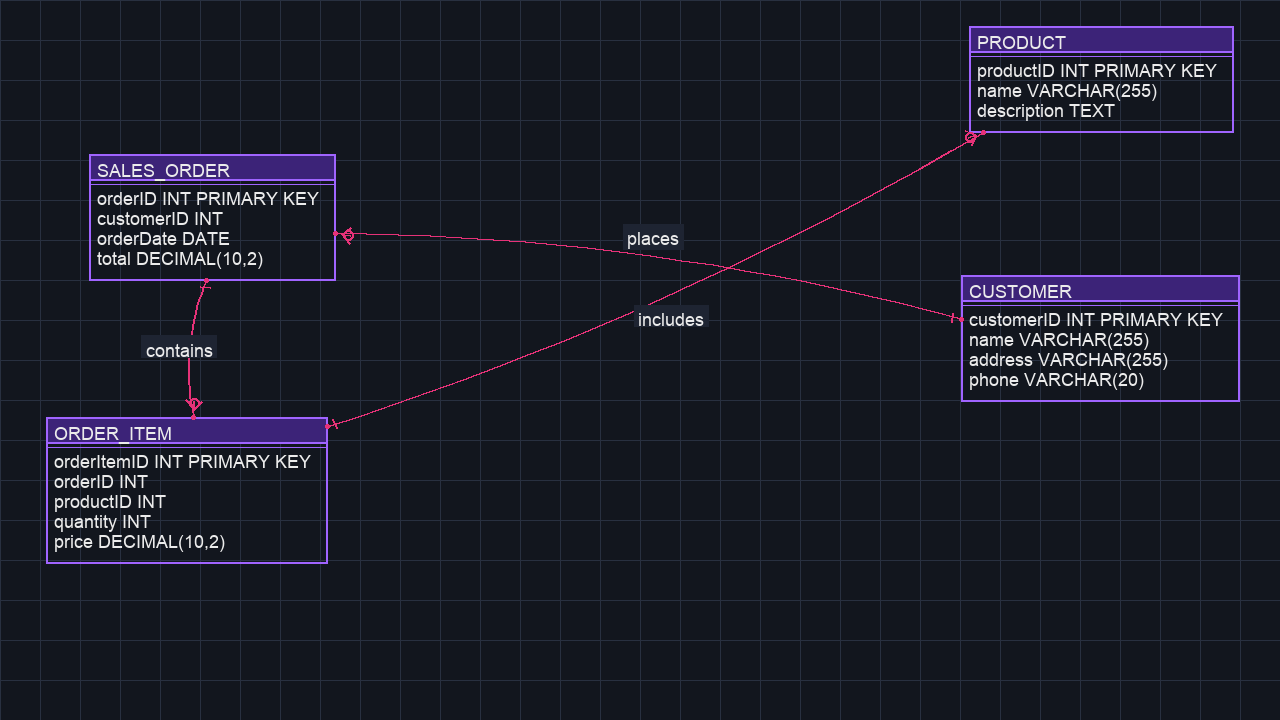 PRODUCT
productID INT PRIMARY KEY
name VARCHAR(255)
description TEXT
SALES_ORDER
orderID INT PRIMARY KEY
customerID INT
orderDate DATE
total DECIMAL(10,2)
places
CUSTOMER
customerID INT PRIMARY KEY
name VARCHAR(255)
address VARCHAR(255)
phone VARCHAR(20)
includes
contains
ORDER_ITEM
orderItemID INT PRIMARY KEY
orderID INT
productID INT
quantity INT
price DECIMAL(10,2)